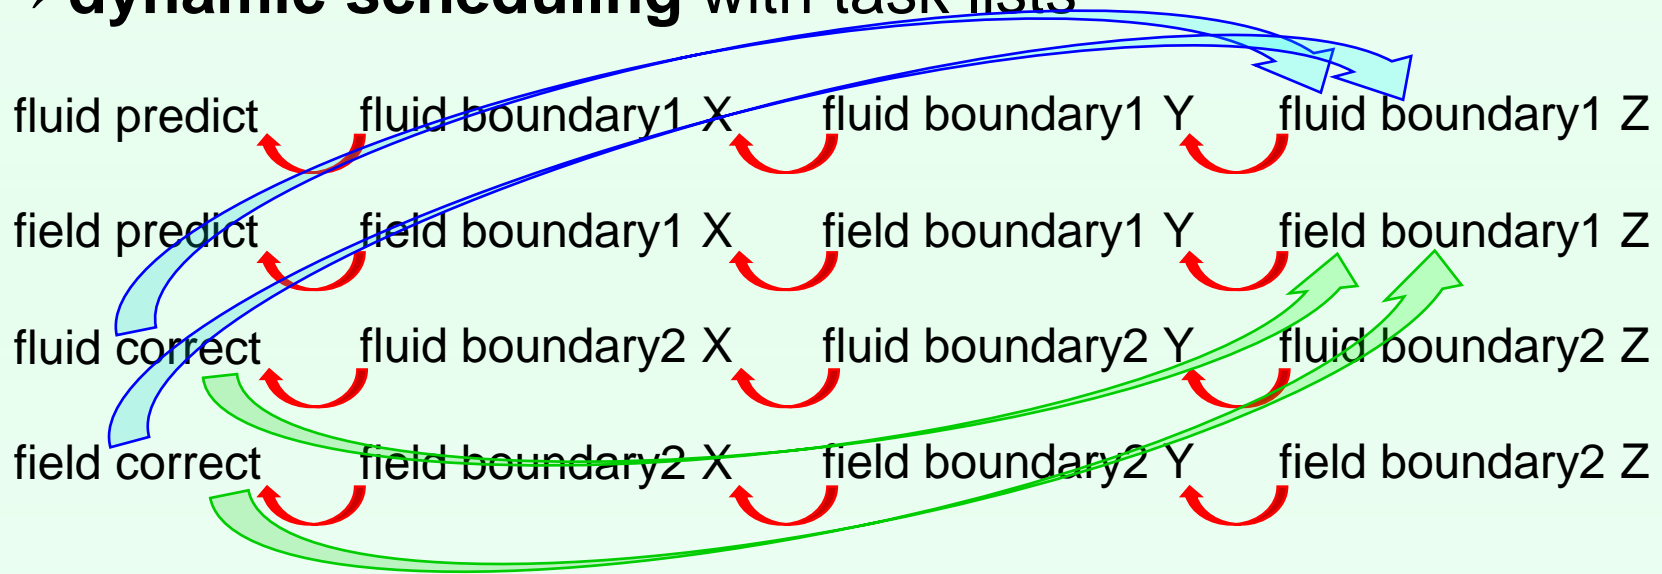 dynamic scheduling with task lists
fluid predict fluid boundary1 X fluid boundary1 Y fluid boundary1 Z
field predict field boundary1 X field boundary1 Y field boundary1 Z
fluid correct fluid boundary2 X fluid boundary2 Y fluid boundary2 Z
field correct field boundary2 X field boundary2 Y field boundary2 Z